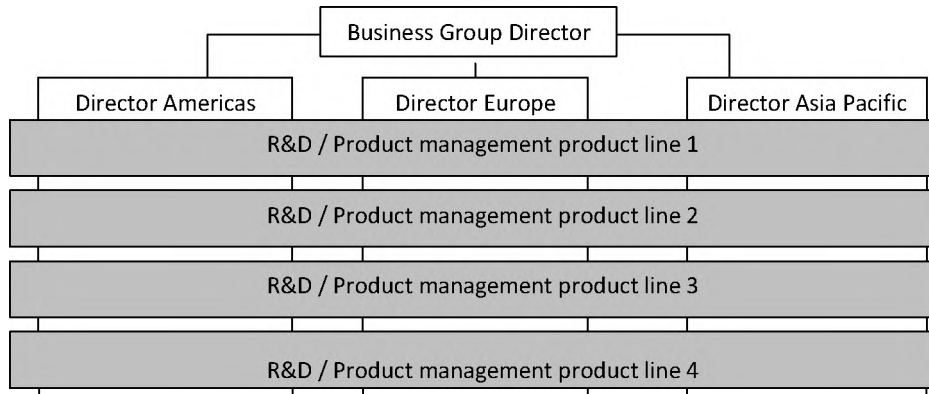 Business Group Director
Director Americas
Director Europe
Director Asia Pacific
R&D / Product management product line 1
R&D / Product management product line 2
R&D / Product management product line 3
R&D / Product management product line 4